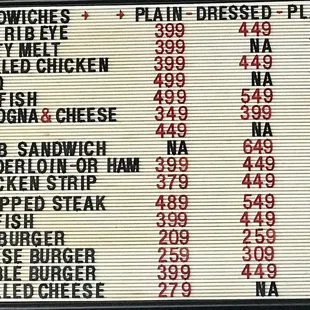 DWICHES + + PLAIN - DRESSED - PL
RIB EYE 399 449
TY MELT 399 NA
LLED CHICKEN 399 449
Q 499 NA
FISH 499 549
OGNA & CHEESE 349 399
449 NA
B SANDWICH NA 649
DERLOIN OR HAM 399 449
CKEN STRIP 379 449
PPED STEAK 489 549
FISH 399 449
BURGER 209 259
SE BURGER 259 309
BLE BURGER 399 449
LLED CHEESE 279 NA